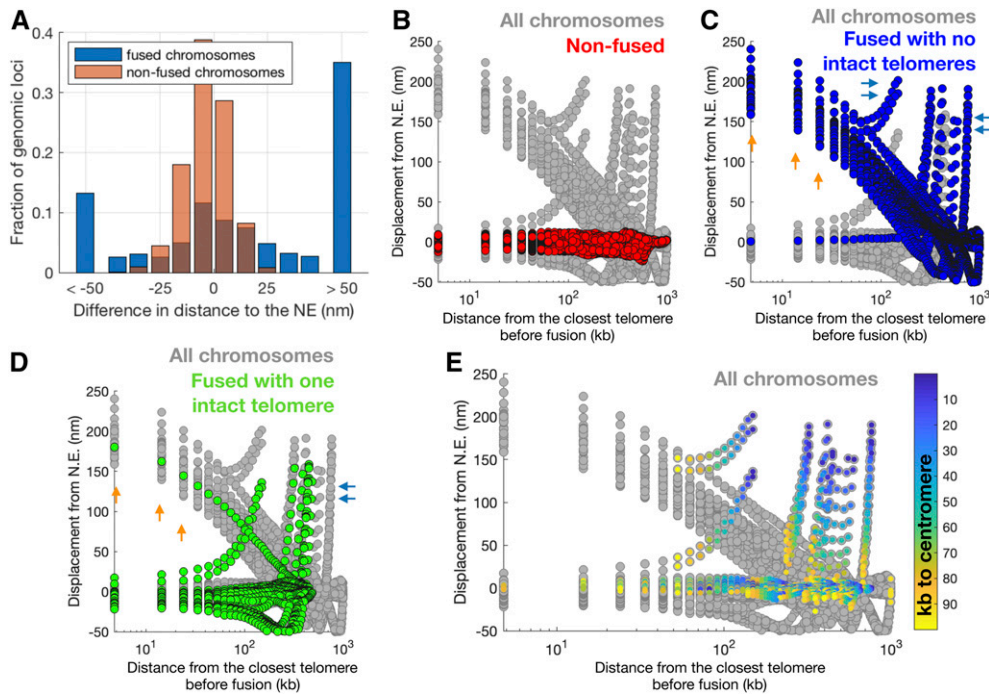 A
0.4
0.3
0.2
0.1
0
Fraction of genomic loci
fused chromosomes
non-fused chromosomes
< -50
-25
0
25
> 50
Difference in distance to the NE (nm)
B
All chromosomes
Non-fused
250
200
150
100
50
0
-50
Displacement from N.E. (nm)
10¹
10²
10³
Distance from the closest telomere
before fusion (kb)
C
All chromosomes
Fused with no
intact telomeres
250
200
150
100
50
0
-50
Displacement from N.E. (nm)
10¹
10²
10³
Distance from the closest telomere
before fusion (kb)
D
All chromosomes
Fused with one
intact telomere
250
200
150
100
50
0
-50
Displacement from N.E. (nm)
10¹
10²
10³
Distance from the closest telomere
before fusion (kb)
E
All chromosomes
250
200
150
100
50
0
-50
Displacement from N.E. (nm)
10¹
10²
10³
Distance from the closest telomere
before fusion (kb)
kb to centromere
10
20
30
40
50
60
70
80
90